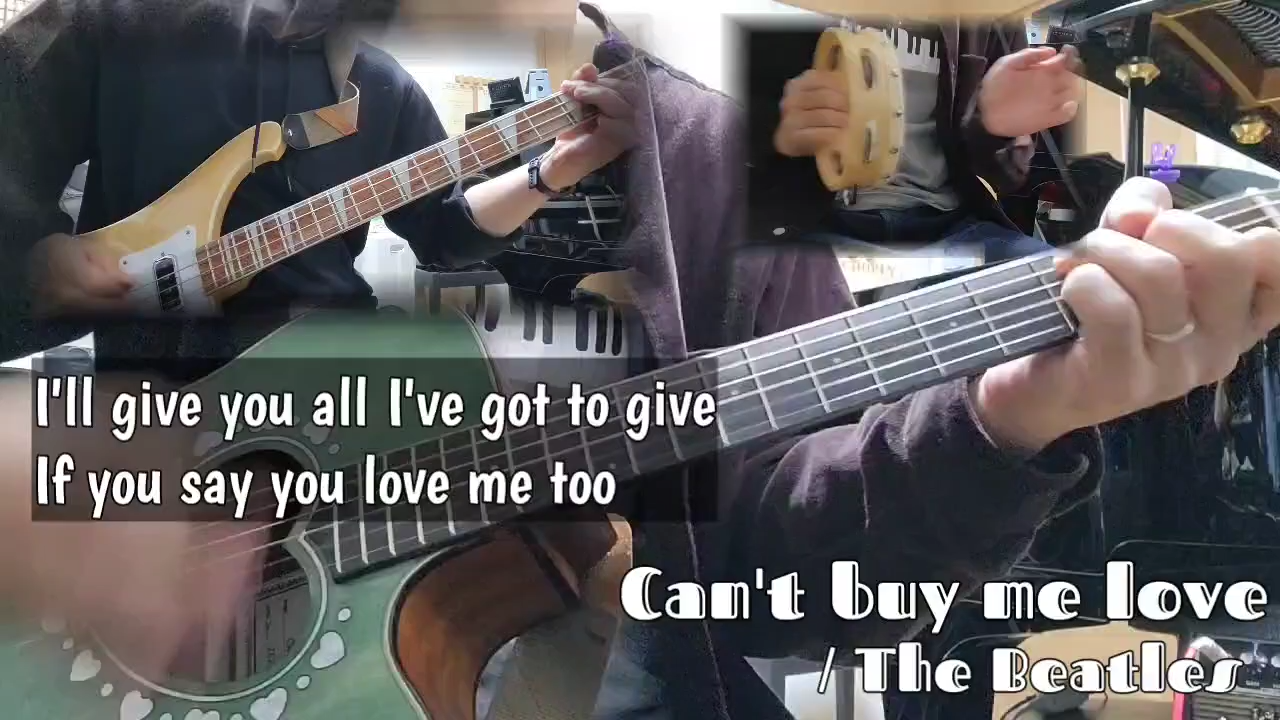 I'll give you all I've got to give
If you say you love me too
Can't buy me love
/ The Beatles